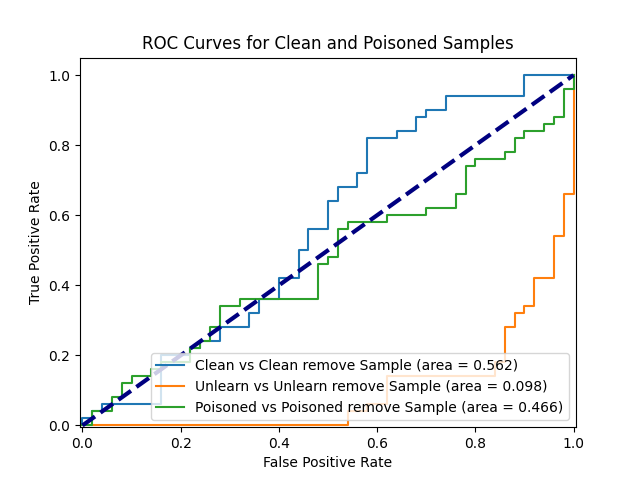 ROC Curves for Clean and Poisoned Samples
True Positive Rate
1.0
0.8
0.6
0.4
0.2
0.0
Clean vs Clean remove Sample (area = 0.562)
Unlearn vs Unlearn remove Sample (area = 0.098)
Poisoned vs Poisoned remove Sample (area = 0.466)
0.0 0.2 0.4 0.6 0.8 1.0
False Positive Rate